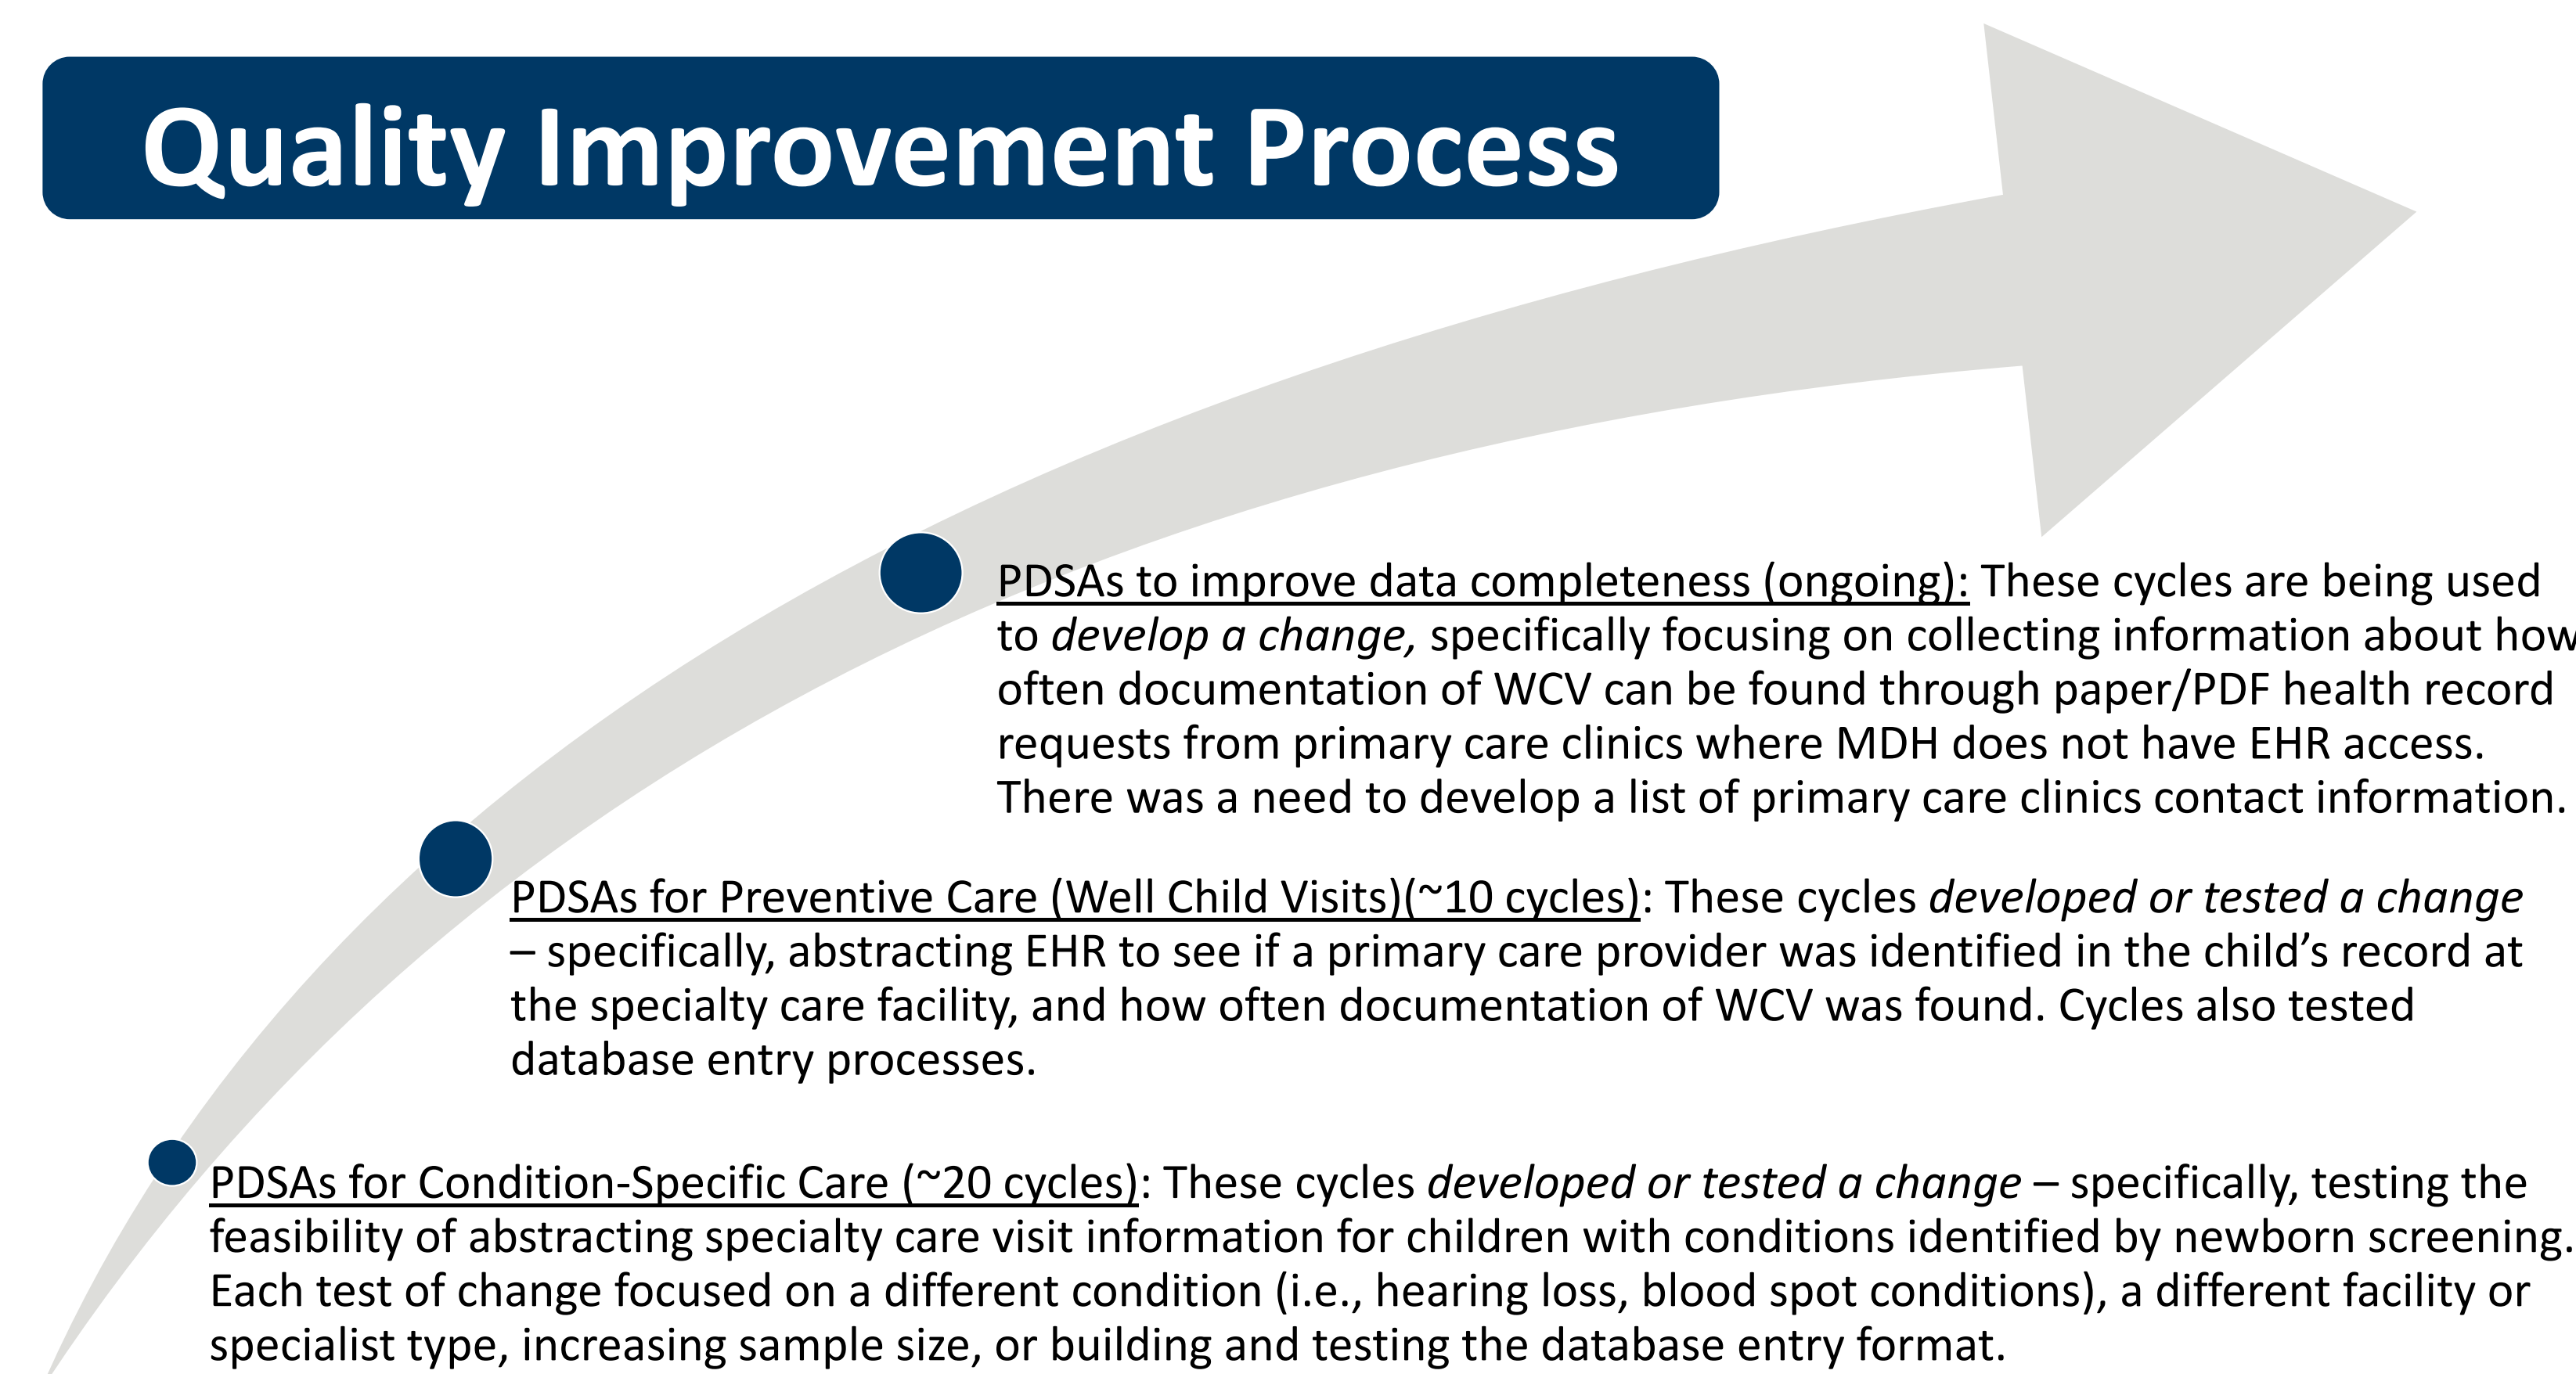 Quality Improvement Process
PDSAs to improve data completeness (ongoing): These cycles are being used
to develop a change, specifically focusing on collecting information about how
often documentation of WCV can be found through paper/PDF health record
requests from primary care clinics where MDH does not have EHR access.
There was a need to develop a list of primary care clinics contact information.
PDSAs for Preventive Care (Well Child Visits)(~10 cycles): These cycles developed or tested a change
– specifically, abstracting EHR to see if a primary care provider was identified in the child’s record at
the specialty care facility, and how often documentation of WCV was found. Cycles also tested
database entry processes.
PDSAs for Condition-Specific Care (~20 cycles): These cycles developed or tested a change – specifically, testing the
feasibility of abstracting specialty care visit information for children with conditions identified by newborn screening.
Each test of change focused on a different condition (i.e., hearing loss, blood spot conditions), a different facility or
specialist type, increasing sample size, or building and testing the database entry format.